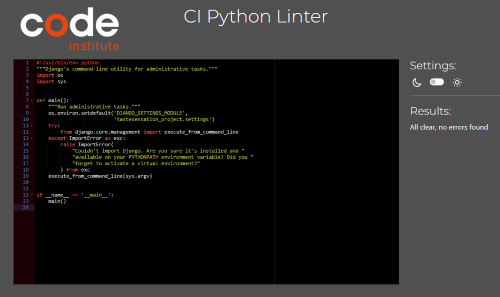 code
institute
CI Python Linter
Settings:
Results:
All clear, no errors found
1 #!/usr/bin/env python
2 """Django's command-line utility for administrative tasks."""
3 import os
4 import sys
5
6
7 def main():
8 """Run administrative tasks."""
9 os.environ.setdefault('DJANGO_SETTINGS_MODULE',
10 'tastesensation_project.settings')
11 try:
12 from django.core.management import execute_from_command_line
13 except ImportError as exc:
14 raise ImportError(
15 "Couldn't import Django. Are you sure it's installed and "
16 "available on your PYTHONPATH environment variable? Did you "
17 "forget to activate a virtual environment?"
18 ) from exc
19 execute_from_command_line(sys.argv)
20
21
22 if __name__ == '__main__':
23 main()
24